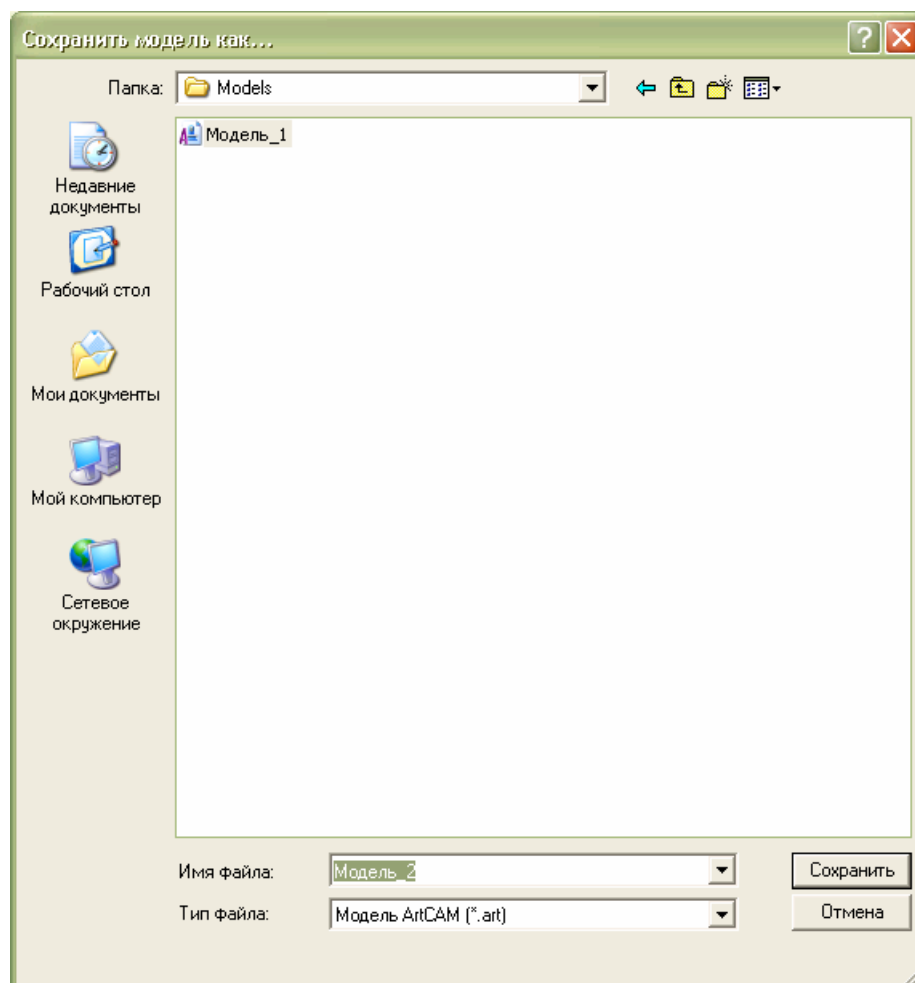 Сохранить модель как...
Папка:
Models
Модель_1
Недавние
документы
Рабочий стол
Мои документы
Мой компьютер
Сетевое
окружение
Имя файла:
Модель_2
Сохранить
Тип файла:
Модель ArtCAM (*.art)
Отмена